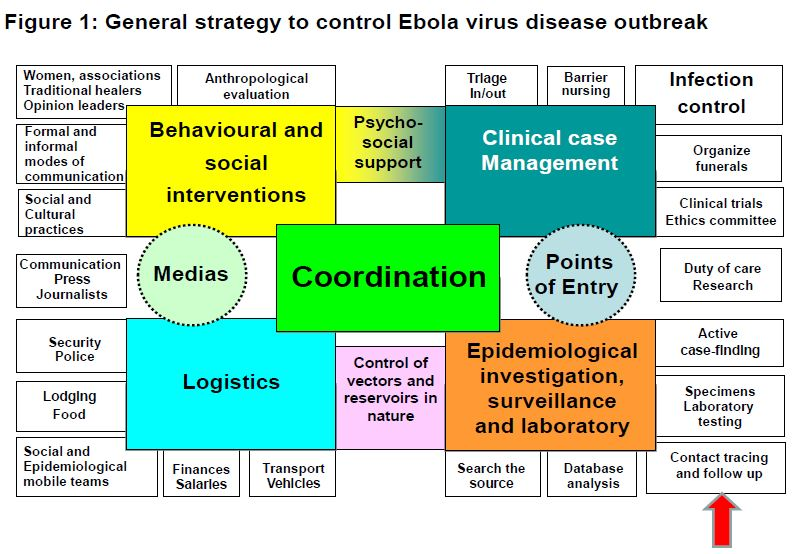 Figure 1: General strategy to control Ebola virus disease outbreak
Women, associations
Traditional healers
Opinion leaders
Anthropological
evaluation
Triage
In/out
Barrier
nursing
Infection
control
Formal and
informal
modes of
communication
Behavioural and
social
interventions
Psycho-
social
support
Clinical case
Management
Organize
funerals
Social and
Cultural
practices
Clinical trials
Ethics committee
Communication
Press
Journalists
Medias
Coordination
Points
of Entry
Duty of care
Research
Security
Police
Logistics
Control of
vectors and
reservoirs in
nature
Epidemiological
investigation,
surveillance
and laboratory
Active
case-finding
Lodging
Food
Specimens
Laboratory
testing
Social and
Epidemiological
mobile teams
Finances
Salaries
Transport
Vehicles
Search the
source
Database
analysis
Contact tracing
and follow up